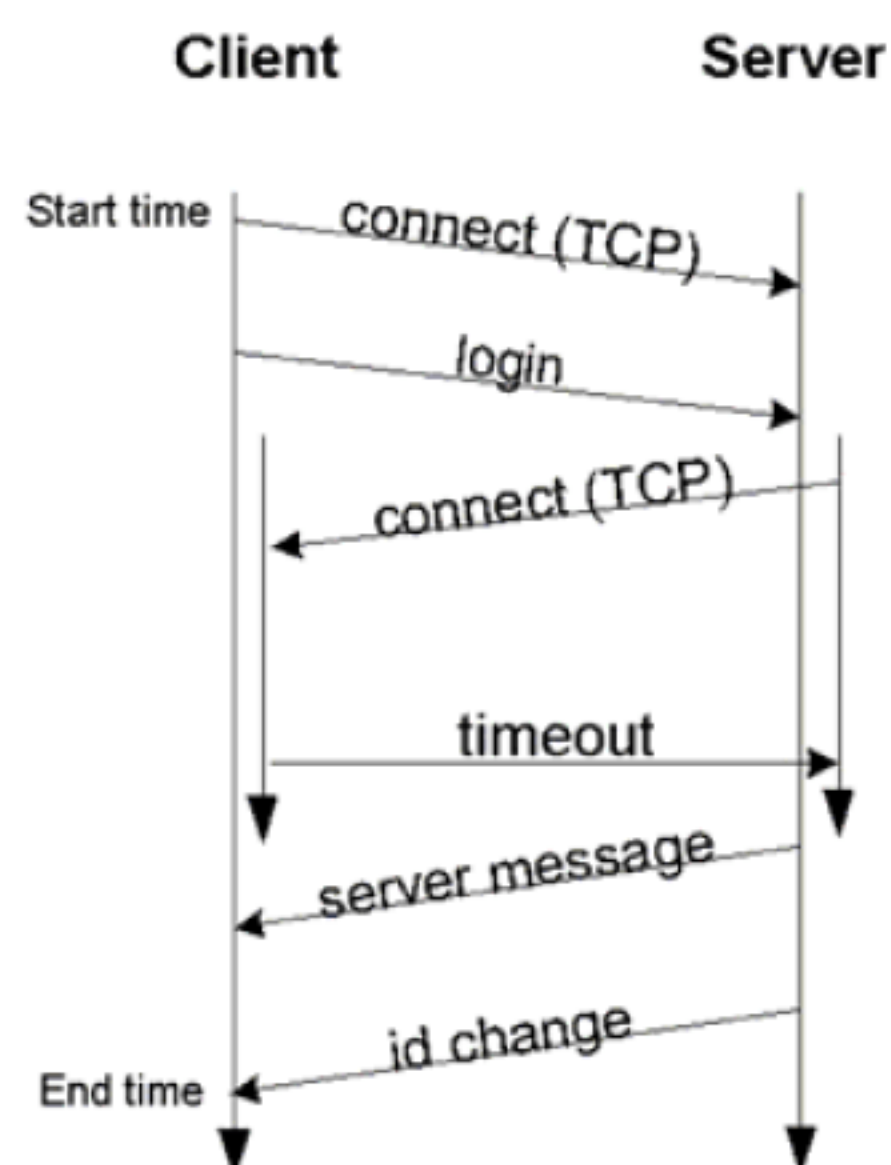 Client
Server
Start time
connect (TCP)
login
connect (TCP)
timeout
server message
id change
End time